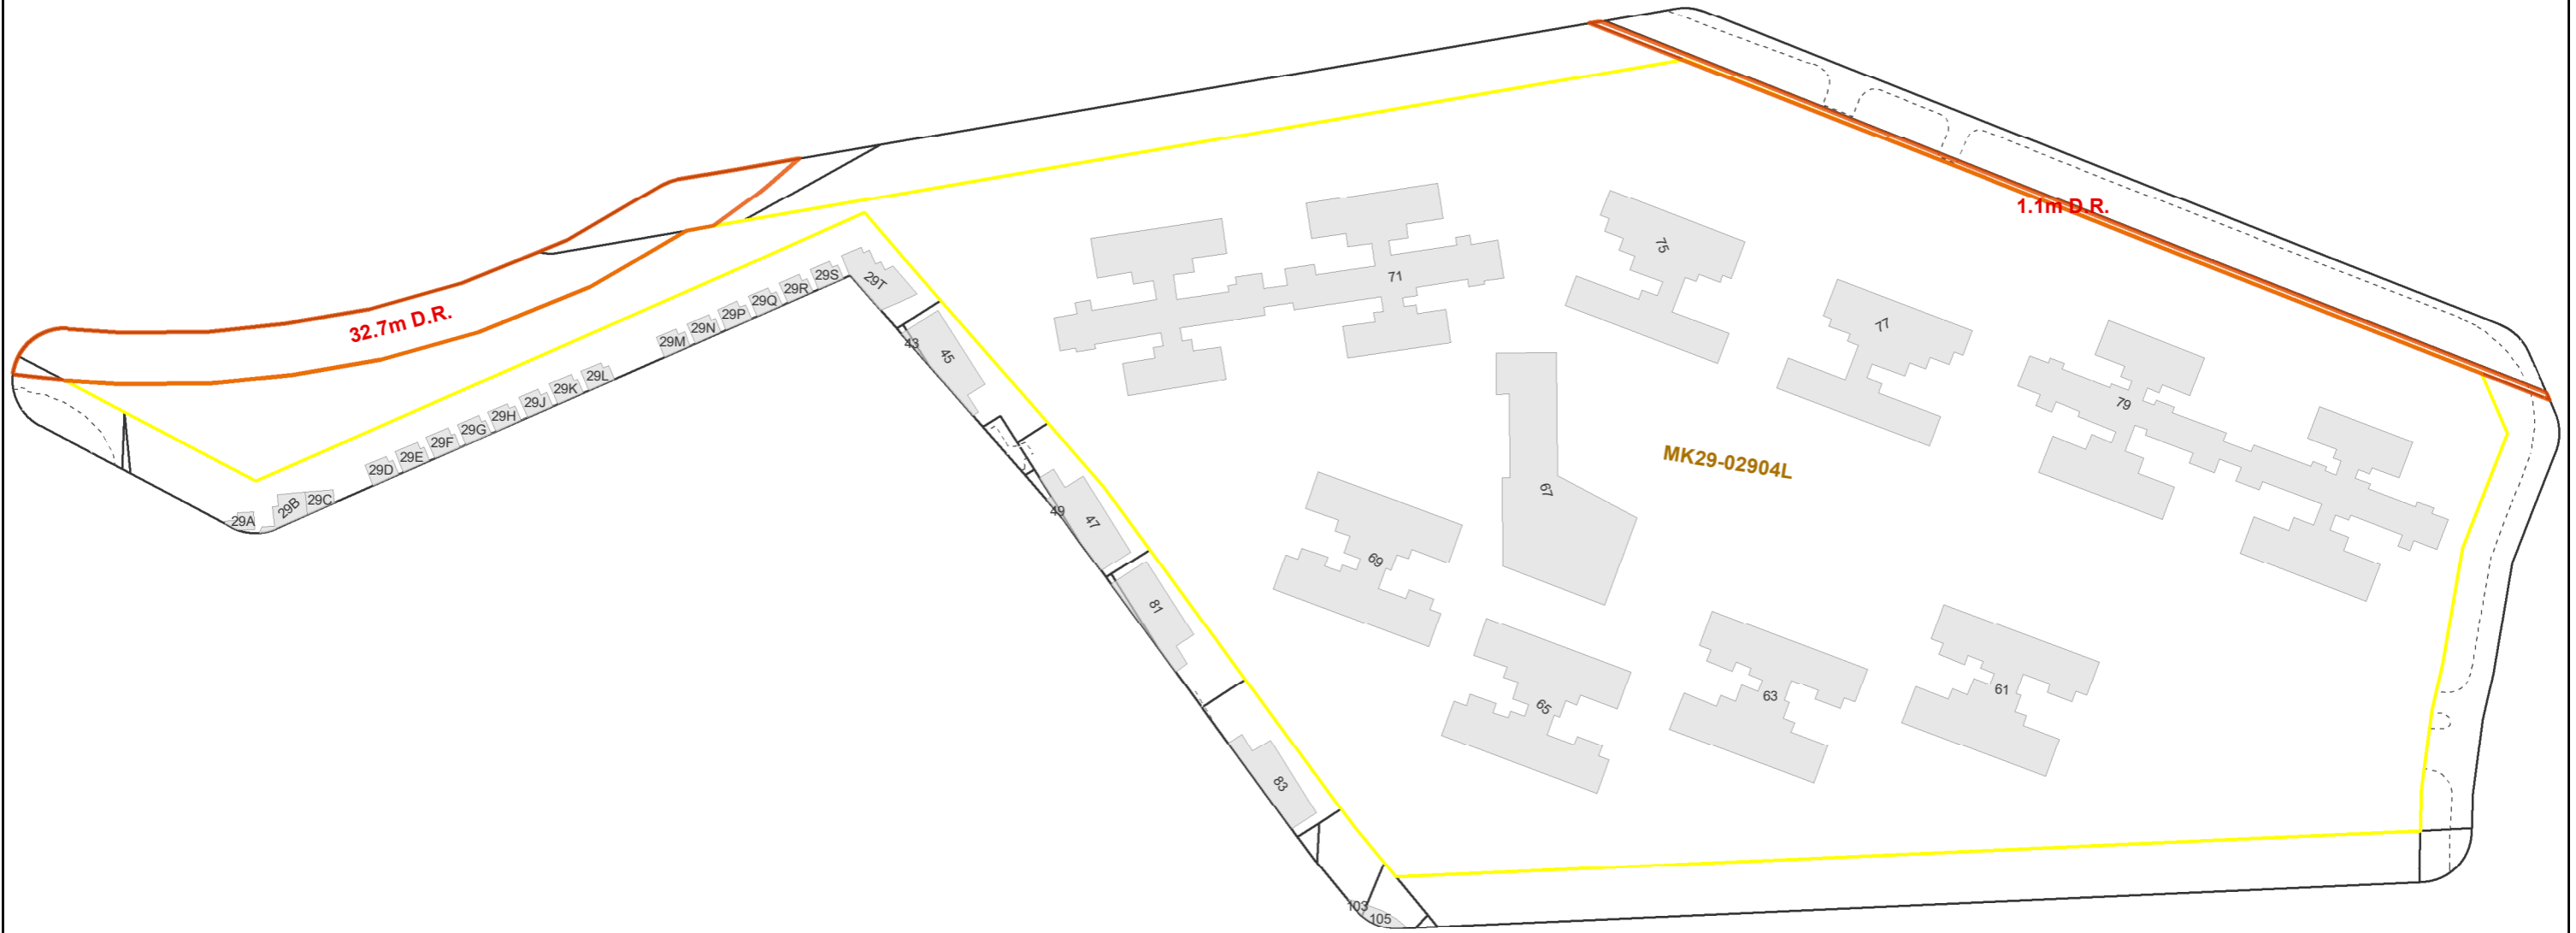 1.1m D.R.
32.7m D.R.
MK29-02904L
29A
29B
29C
29D
29E
29F
29G
29H
29J
29K
29L
29M
29N
29P
29Q
29R
29S
29T
43
45
49
47
81
83
103
105
71
75
77
79
67
69
65
63
61